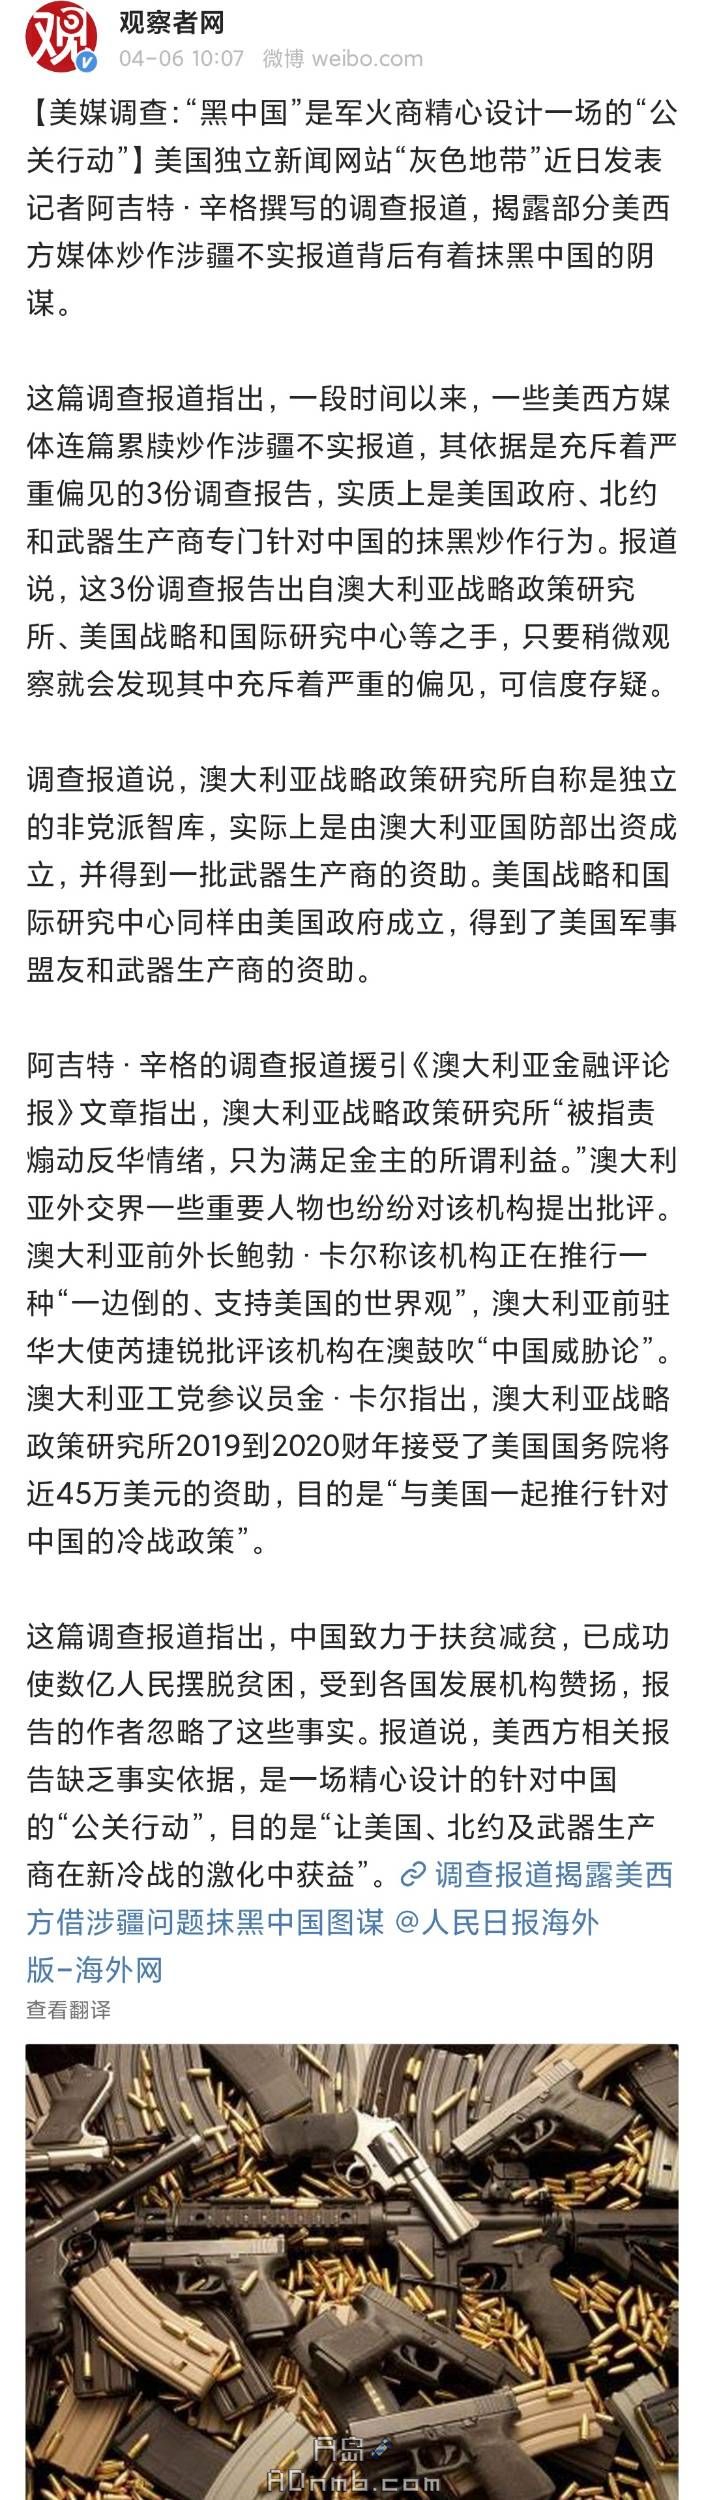 观
观察者网
04-06 10:07 微博 weibo.com
【美媒调查：“黑中国”是军火商精心设计一场的“公
关行动”】美国独立新闻网站“灰色地带”近日发表
记者阿吉特·辛格撰写的调查报道，揭露部分美西
方媒体炒作涉疆不实报道背后有着抹黑中国的阴
谋。
这篇调查报道指出，一段时间以来，一些美西方媒
体连篇累牍炒作涉疆不实报道，其依据是充斥着严
重偏见的3份调查报告，实质上是美国政府、北约
和武器生产商专门针对中国的抹黑炒作行为。报道
说，这3份调查报告出自澳大利亚战略政策研究
所、美国战略和国际研究中心等之手，只要稍微观
察就会发现其中充斥着严重的偏见，可信度存疑。
调查报道说，澳大利亚战略政策研究所自称是独立
的非党派智库，实际上是由澳大利亚国防部出资成
立，并得到一批武器生产商的资助。美国战略和国
际研究中心同样由美国政府成立，得到了美国军事
盟友和武器生产商的资助。
阿吉特·辛格的调查报道援引《澳大利亚金融评论
报》文章指出，澳大利亚战略政策研究所“被指责
煽动反华情绪，只为满足金主的所谓利益。”澳大利
亚外交界一些重要人物也纷纷对该机构提出批评。
澳大利亚前外长鲍勃·卡尔称该机构正在推行一
种“一边倒的、支持美国的世界观”，澳大利亚前驻
华大使芮捷锐批评该机构在澳鼓吹“中国威胁论”。
澳大利亚工党参议员金·卡尔指出，澳大利亚战略
政策研究所2019到2020财年接受了美国国务院将
近45万美元的资助，目的是“与美国一起推行针对
中国的冷战政策”。
这篇调查报道指出，中国致力于扶贫减贫，已成功
使数亿人民摆脱贫困，受到各国发展机构赞扬，报
告的作者忽略了这些事实。报道说，美西方相关报
告缺乏事实依据，是一场精心设计的针对中国
的“公关行动”，目的是“让美国、北约及武器生产
商在新冷战的激化中获益”。调查报道揭露美西
方借涉疆问题抹黑中国图谋 @人民日报海外
版-海外网
查看翻译
A岛
ADnmb.com